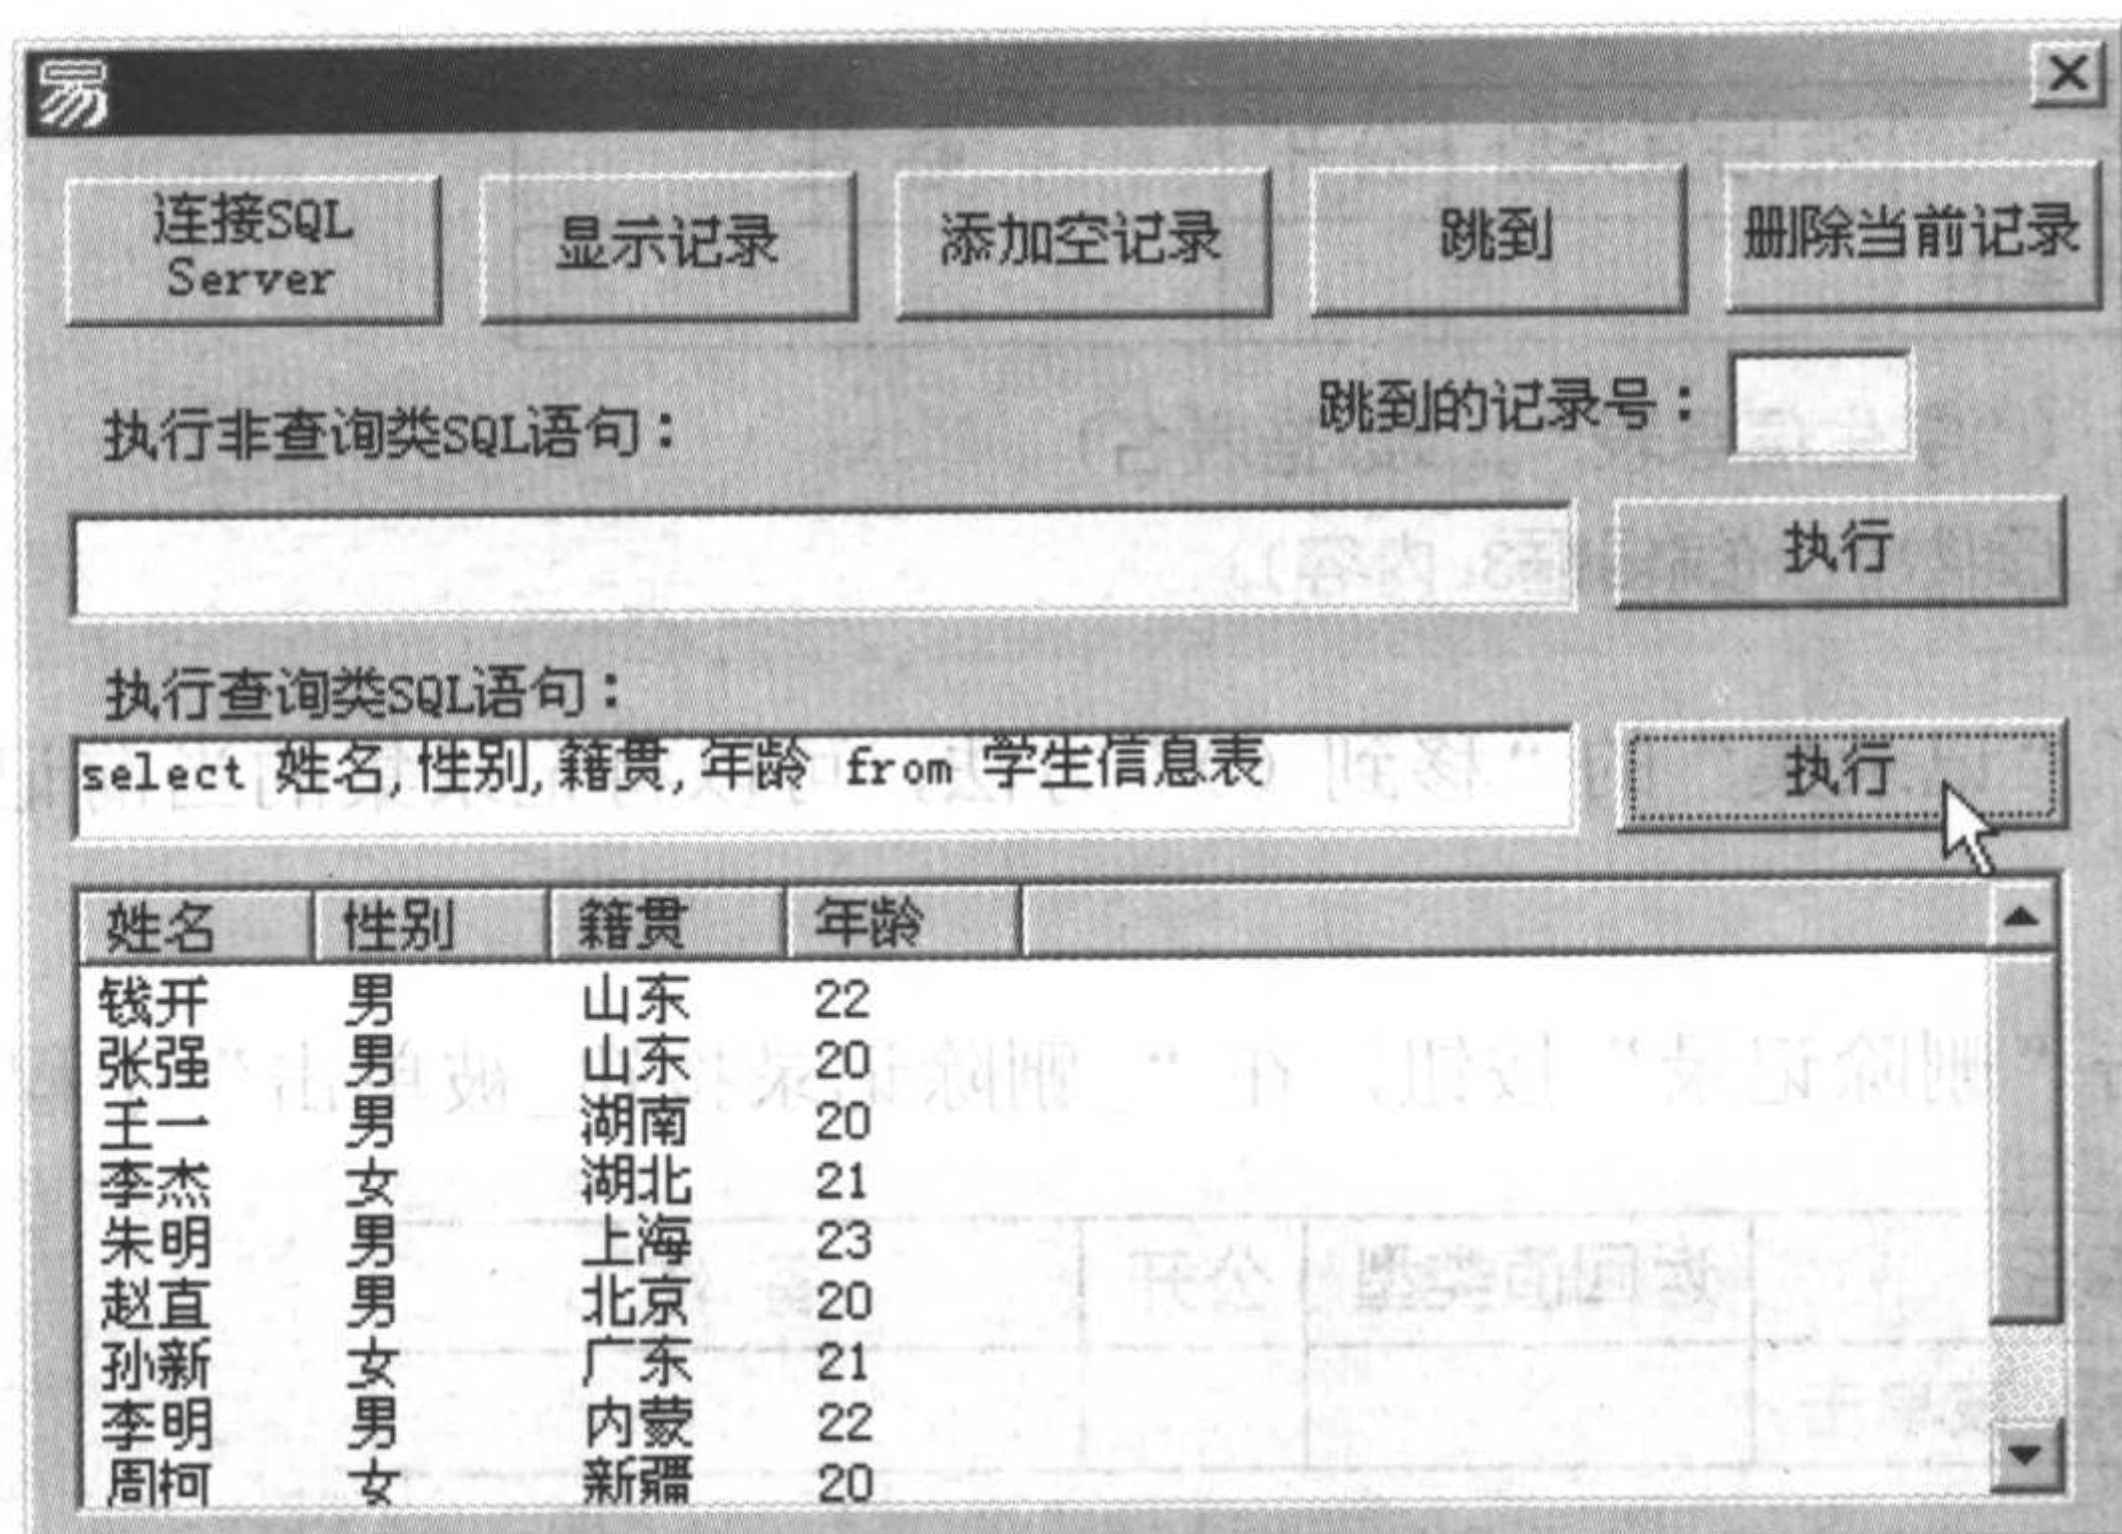 易
连接SQL Server
显示记录
添加空记录
跳到
删除当前记录
跳到的记录号：
执行非查询类SQL语句：
执行
执行查询类SQL语句：
select 姓名,性别,籍贯,年龄 from 学生信息表
执行
姓名 性别 籍贯 年龄
钱开 男 山东 22
张强 男 山东 20
王一 男 湖南 20
李杰 女 湖北 21
朱明 男 上海 23
赵直 男 北京 20
孙新 女 广东 21
李明 男 内蒙 22
周柯 女 新疆 20